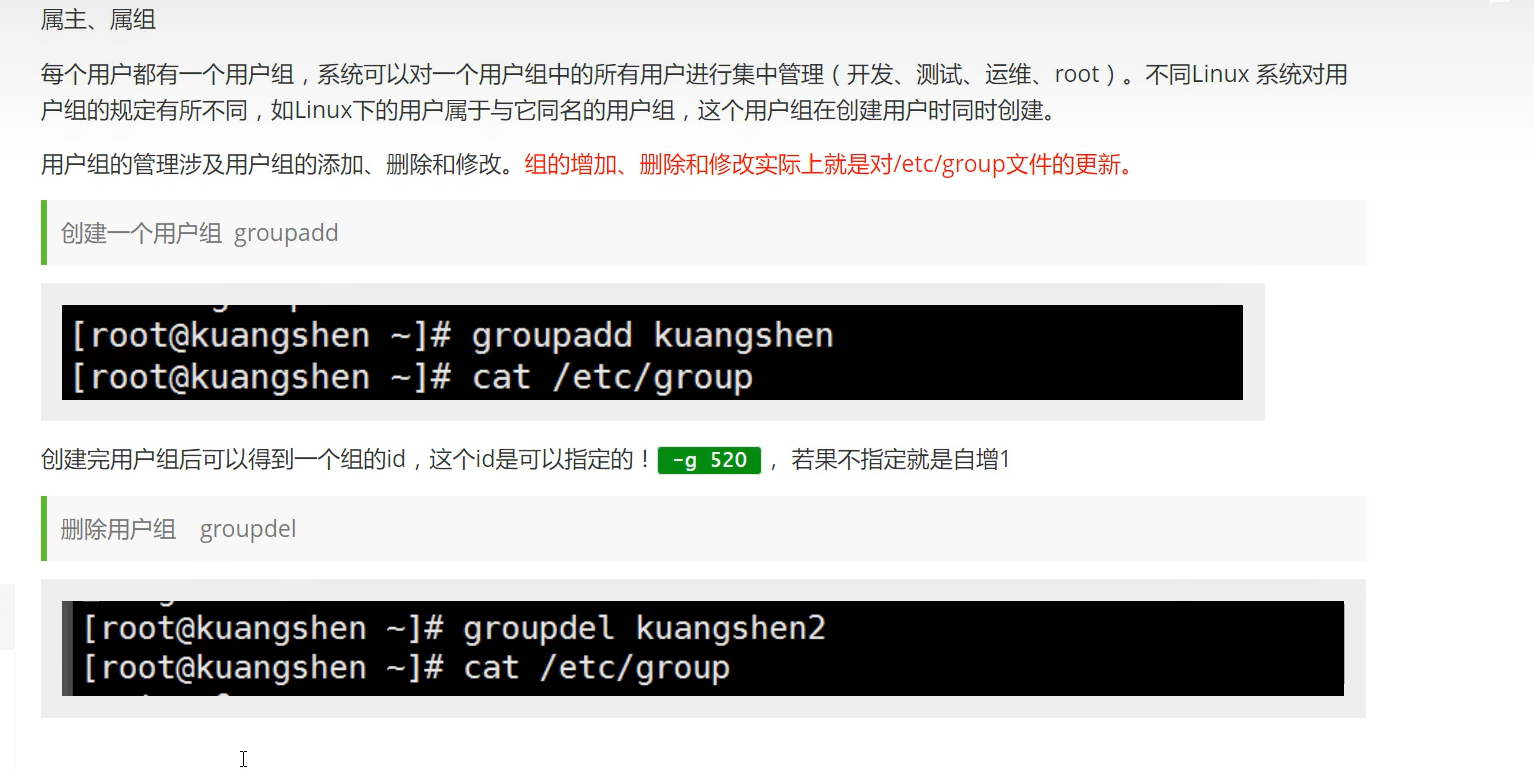 属主、属组
每个用户都有一个用户组，系统可以对一个用户组中的所有用户进行集中管理（开发、测试、运维、root）。不同Linux 系统对用
户组的规定有所不同，如Linux下的用户属于与它同名的用户组，这个用户组在创建用户时同时创建。
用户组的管理涉及用户组的添加、删除和修改。组的增加、删除和修改实际上就是对/etc/group文件的更新。
创建一个用户组 groupadd
[root@kuangshen ~]# groupadd kuangshen
[root@kuangshen ~]# cat /etc/group
创建完用户组后可以得到一个组的id，这个id是可以指定的！ -g 520 ， 若果不指定就是自增1
删除用户组 groupdel
[root@kuangshen ~]# groupdel kuangshen2
[root@kuangshen ~]# cat /etc/group